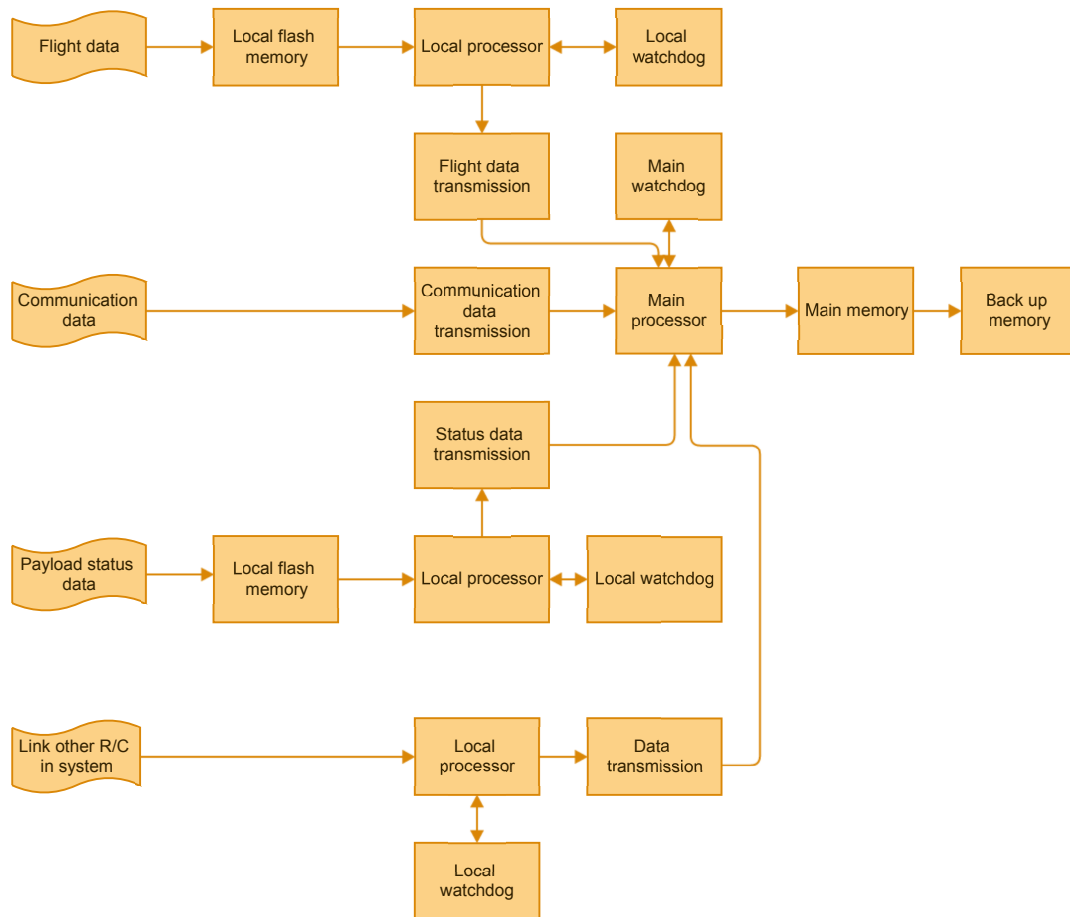 Flight data
Local flash
memory
Local processor
Local
watchdog
Flight data
transmission
Main
watchdog
Communication
data
Communication
data
transmission
Main
processor
Main memory
Back up
memory
Status data
transmission
Payload status
data
Local flash
memory
Local processor
Local watchdog
Link other R/C
in system
Local
processor
Data
transmission
Local
watchdog